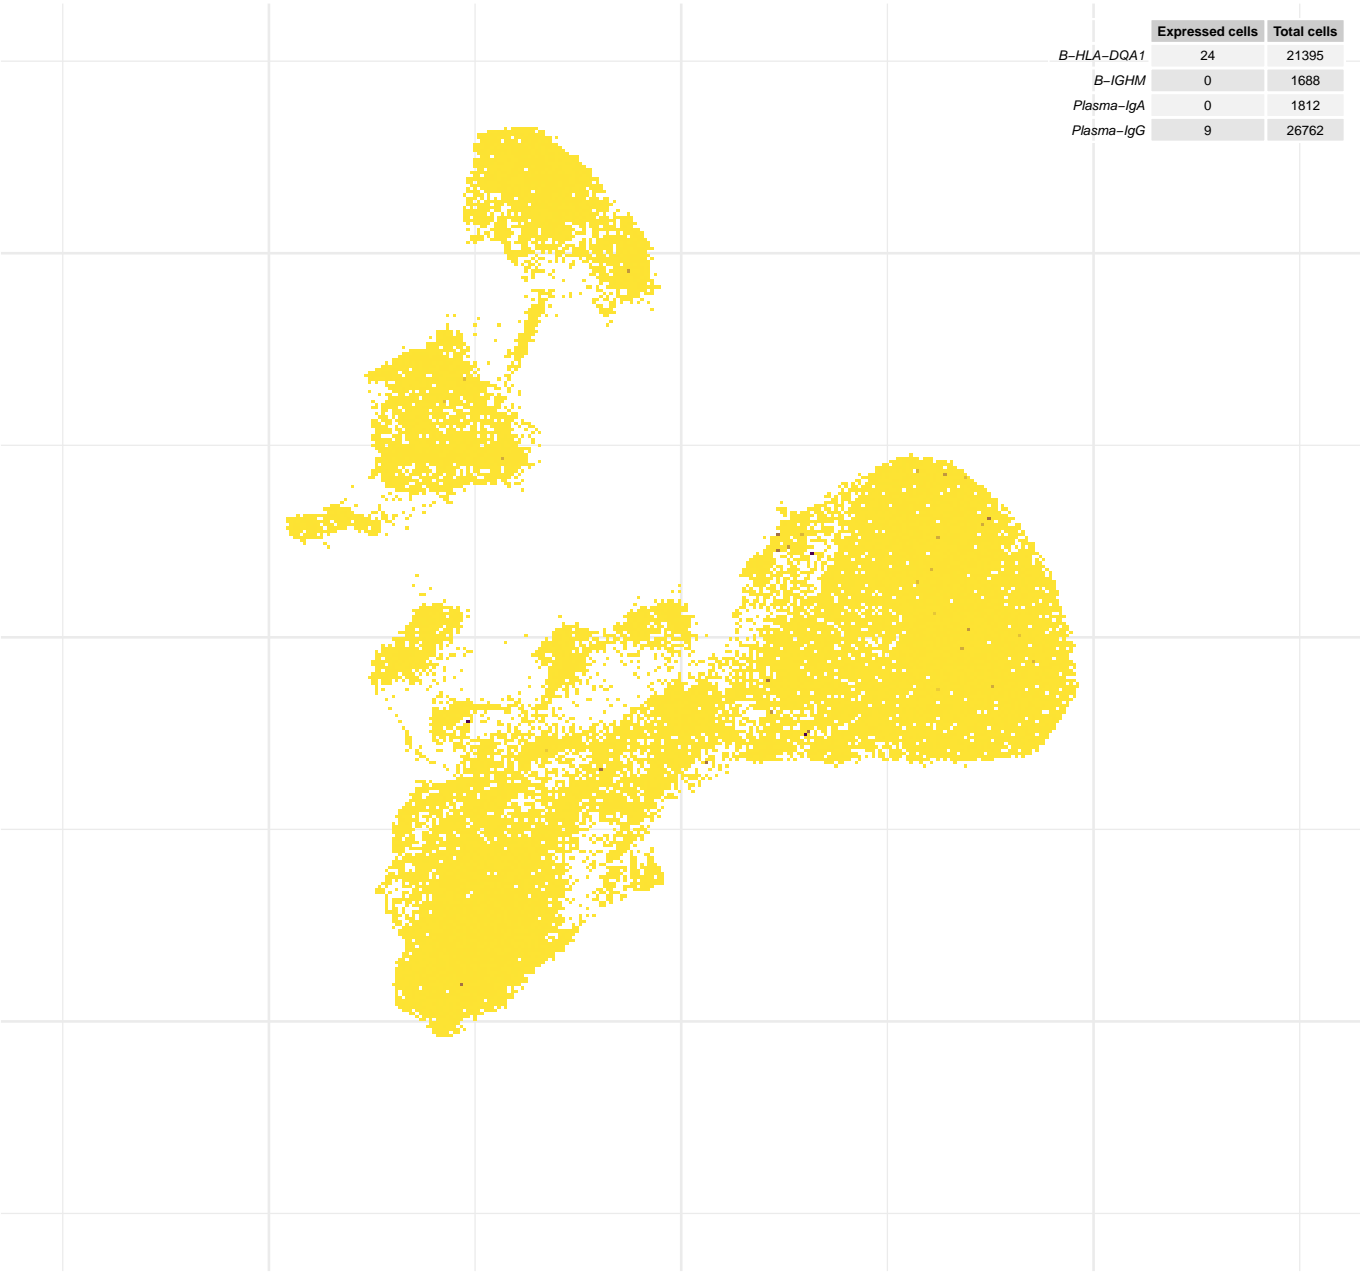 Expressed cells Total cells
B−HLA−DQA1 24 21395
B−IGHM 0 1688
Plasma−IgA 0 1812
Plasma−IgG 9 26762